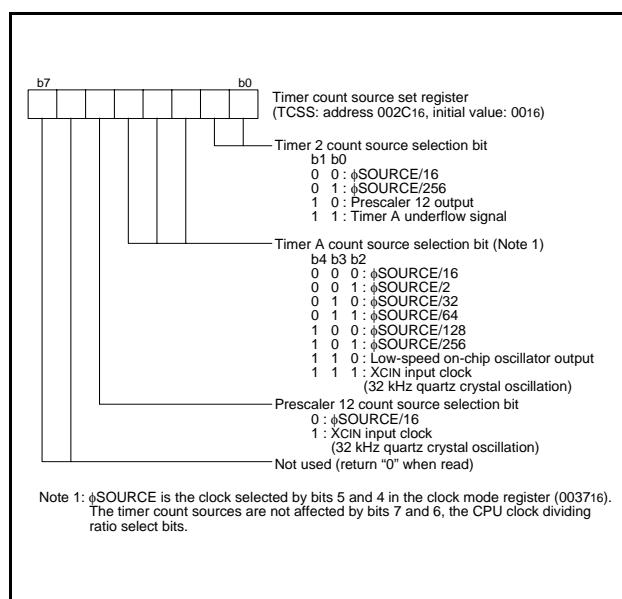 b7 b0
Timer count source set register
(TCSS: address 002C16, initial value: 0016)
Timer 2 count source selection bit
b1 b0
0 0 : ϕSOURCE/16
0 1 : ϕSOURCE/256
1 0 : Prescaler 12 output
1 1 : Timer A underflow signal
Timer A count source selection bit (Note 1)
b4 b3 b2
0 0 0 : ϕSOURCE/16
0 0 1 : ϕSOURCE/2
0 1 0 : ϕSOURCE/32
0 1 1 : ϕSOURCE/64
1 0 0 : ϕSOURCE/128
1 0 1 : ϕSOURCE/256
1 1 0 : Low-speed on-chip oscillator output
1 1 1 : XCIN input clock
(32 kHz quartz crystal oscillation)
Prescaler 12 count source selection bit
0 : ϕSOURCE/16
1 : XCIN input clock
(32 kHz quartz crystal oscillation)
Not used (return “0” when read)
Note 1: ϕSOURCE is the clock selected by bits 5 and 4 in the clock mode register (003716).
The timer count sources are not affected by bits 7 and 6, the CPU clock dividing
ratio select bits.